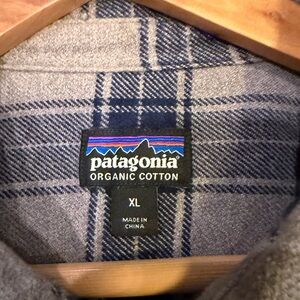 patagonia®
ORGANIC COTTON
XL
MADE IN
CHINA